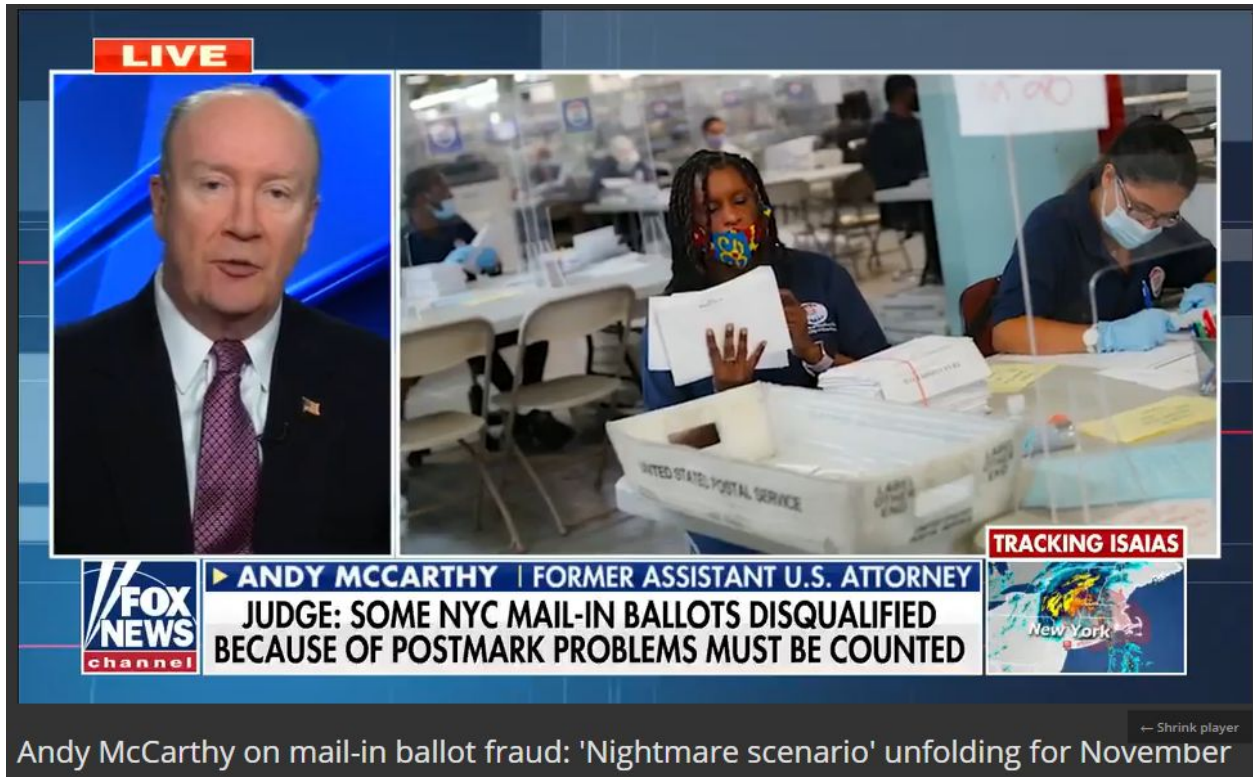 LIVE
UNITED STATES POSTAL SERVICE
TRACKING ISAIAS
ANDY MCCARTHY | FORMER ASSISTANT U.S. ATTORNEY
FOX
NEWS
channel
JUDGE: SOME NYC MAIL-IN BALLOTS DISQUALIFIED
BECAUSE OF POSTMARK PROBLEMS MUST BE COUNTED
New York
← Shrink player
Andy McCarthy on mail-in ballot fraud: 'Nightmare scenario' unfolding for November